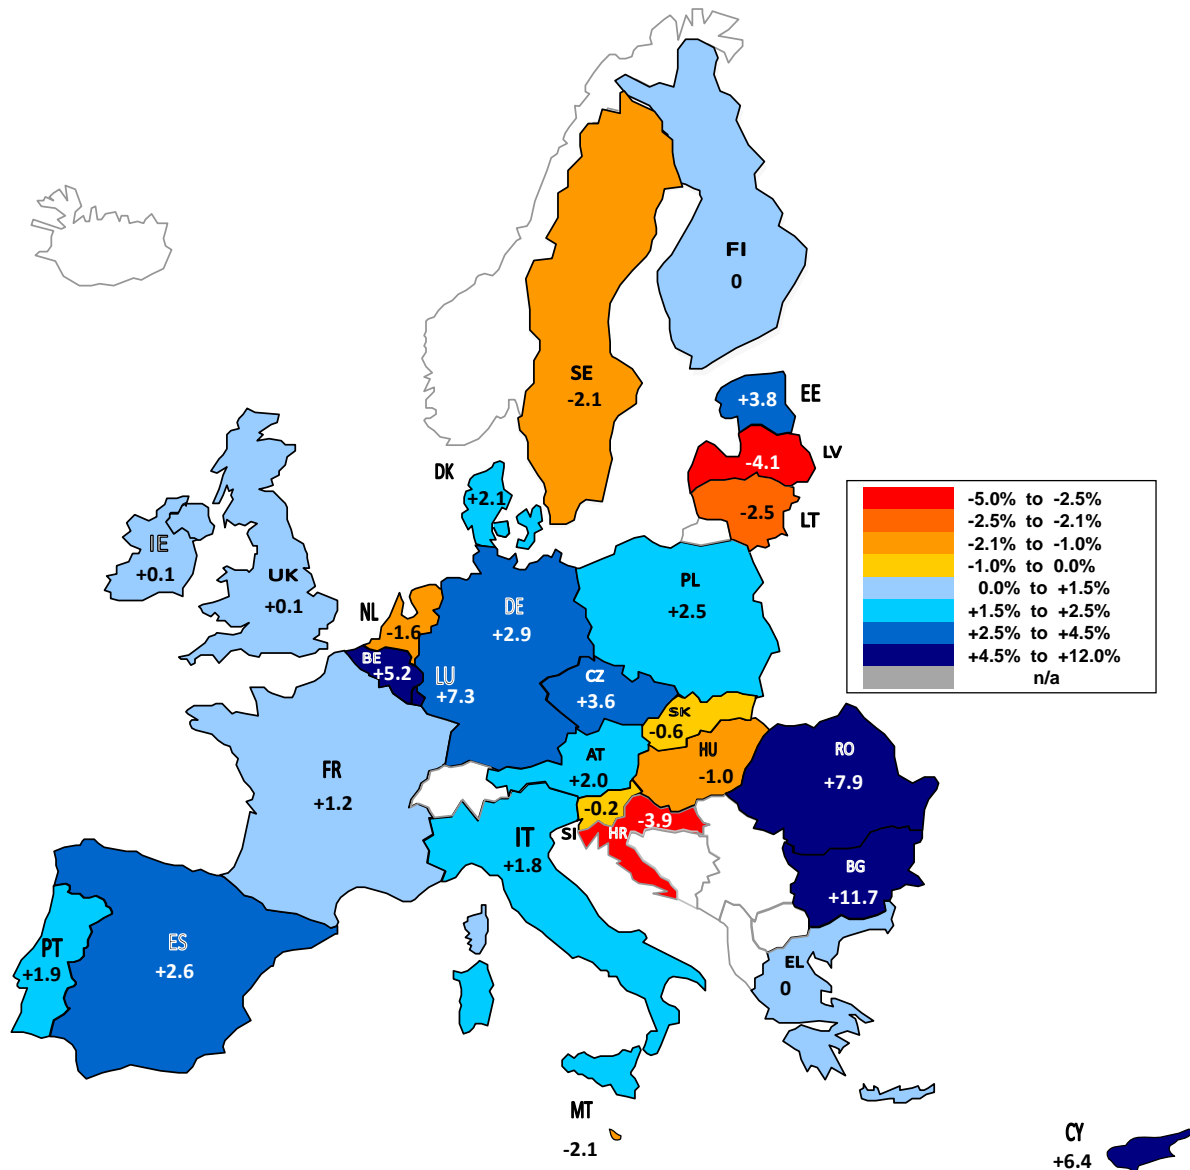 FI
0
SE
-2.1
+3.8
EE
LV
-4.1
-2.5
LT
DK
+2.1
IE
+0.1
UK
+0.1
NL
-1.6
DE
+2.9
PL
+2.5
BE
+5.2
LU
+7.3
CZ
+3.6
SK
-0.6
AT
+2.0
HU
-1.0
RO
+7.9
FR
+1.2
-0.2
SI
HR
-3.9
IT
+1.8
BG
+11.7
PT
+1.9
ES
+2.6
EL
0
MT
-2.1
CY
+6.4
-5.0% to -2.5%
-2.5% to -2.1%
-2.1% to -1.0%
-1.0% to 0.0%
0.0% to +1.5%
+1.5% to +2.5%
+2.5% to +4.5%
+4.5% to +12.0%
n/a